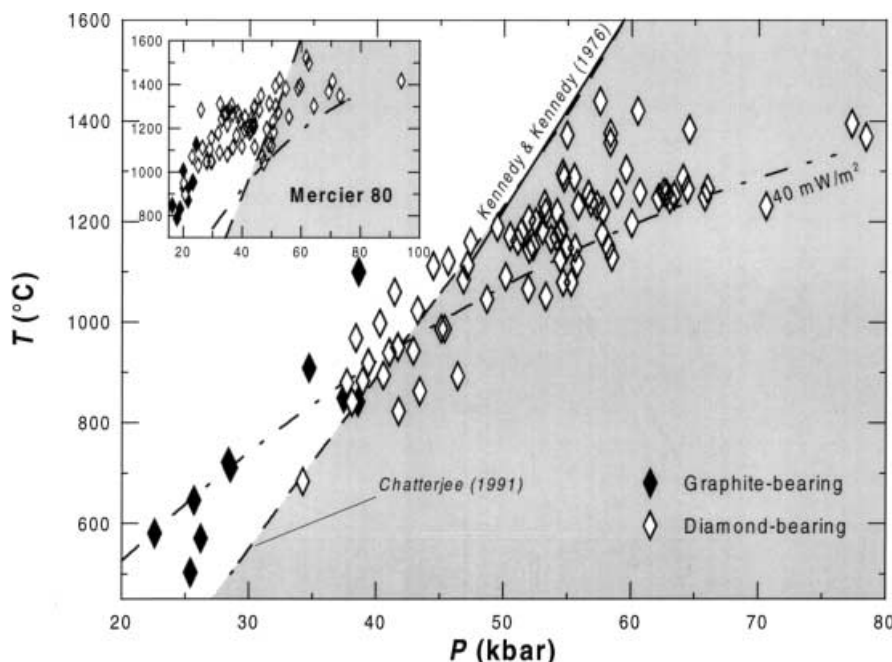 1600
1400
1200
1000
800
600
T (°C)
20
30
40
50
60
70
80
P (kbar)
1600
1400
1200
1000
800
20
40
60
80
100
Mercier 80
Kennedy & Kennedy (1976)
40 mW/m²
Chatterjee (1991)
Graphite-bearing
Diamond-bearing